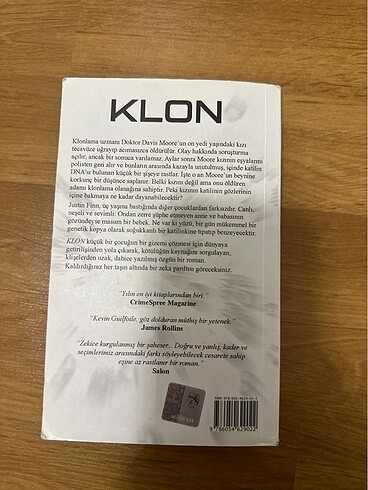 KLON
Klonlama uzmanı Doktor Davis Moore'un on yedi yaşındaki kızı
tecavüze uğrayıp acımasızca öldürülür. Olay hakkında soruşturma
açılır; ancak bir sonuca varılamaz. Aylar sonra Moore kızının eşyalarını
polisten geri alır ve bunların arasında kazayla unutulmuş, içinde katilin
DNA'sı bulunan küçük bir şişeye rastlar. İşte o an Moore'un beynine
korkunç bir düşünce saplanır: Belki kızını değil ama onu öldüren
adamı klonlama olanağına sahiptir. Peki kızının katilinin gözlerinin
içine bakmaya ne kadar dayanabilecektir?
Justin Finn, üç yaşına bastığında diğer çocuklardan farksızdır. Canlı,
neşeli ve sevimli: Ondan zerre şüphe etmeyen anne ve babasının
gözündeyse masum bir bebek. Ne var ki yüzü, bir gün mükemmel bir
genetik kopya olarak soğukkanlı bir katilinkine tıpatıp benzeyecektir.
KLON küçük bir çocuğun bir gizemi çözmesi için dünyaya
getirilişinden yola çıkarak, kötülüğün kaynağını sorgulayan,
klişelerden uzak, dahice yazılmış özgün bir roman.
Kaldırdığınız her taşın altında bir zeka parıltısı göreceksiniz.
"Yılın en iyi kitaplarından biri."
CrimeSpree Magazine
"Kevin Guilfoile, göz dolduran müthiş bir yetenek."
James Rollins
"Zekice kurgulanmış bir şaheser... Doğru ve yanlış, kader ve
seçimlerimiz arasındaki farkı söyleyebilecek cesarete sahip
eşine az rastlanır bir roman."
Salon
9 786054 629022